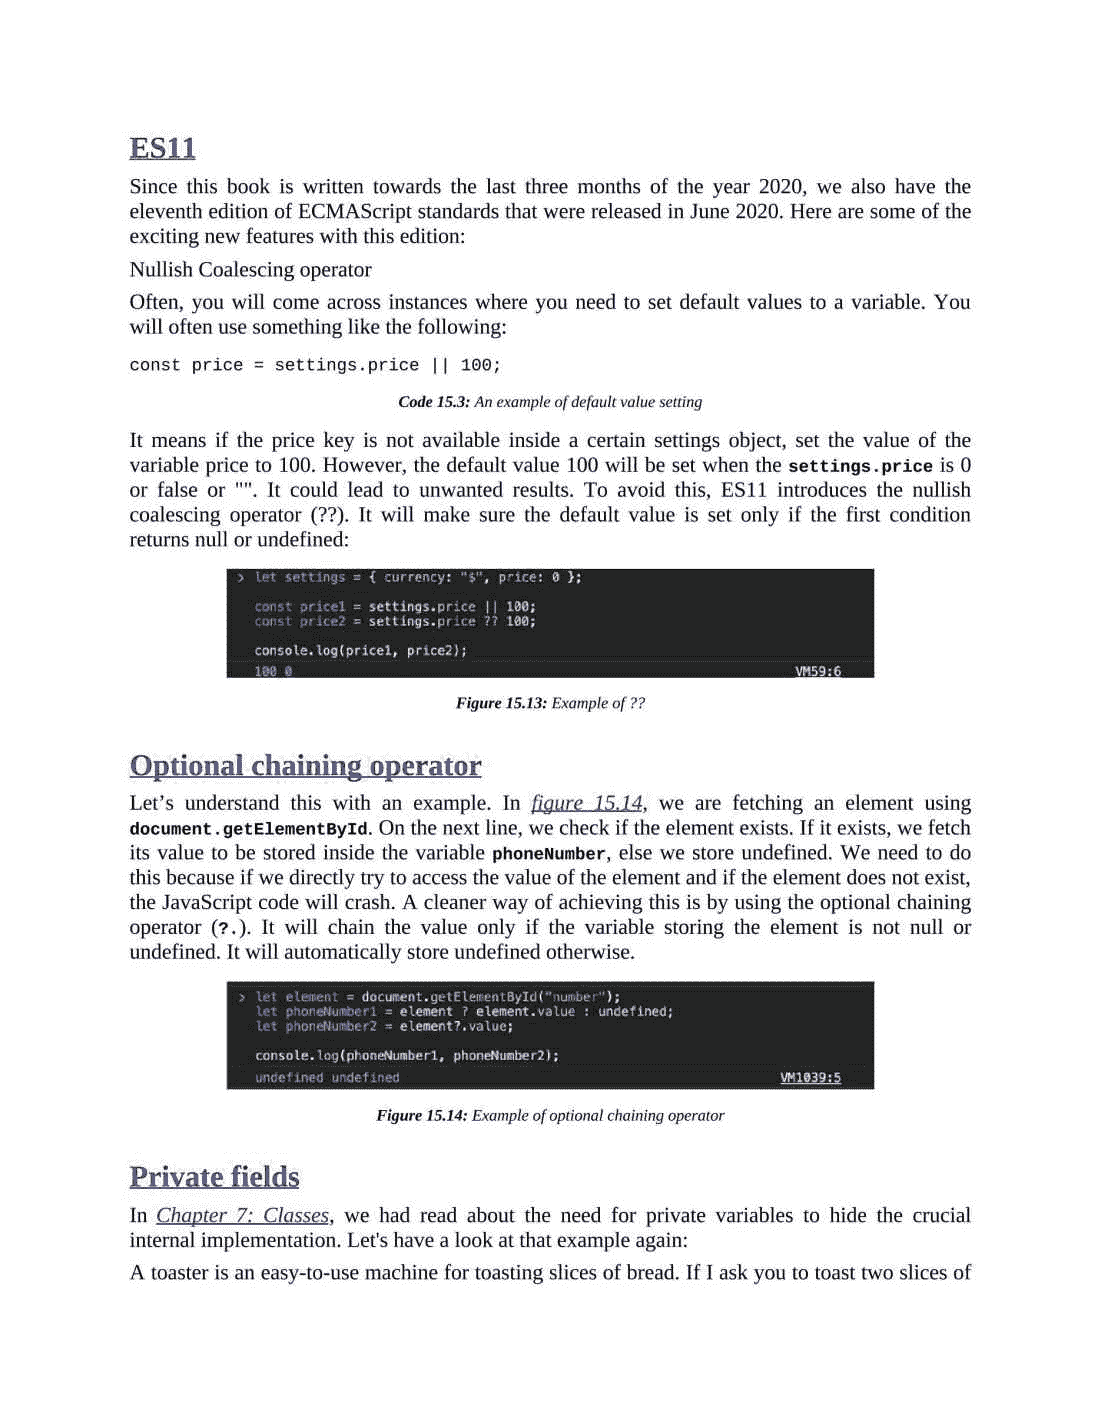 ES11
Since this book is written towards the last three months of the year 2020, we also have the
eleventh edition of ECMAScript standards that were released in June 2020. Here are some of the
exciting new features with this edition:
Nullish Coalescing operator
Often, you will come across instances where you need to set default values to a variable. You
will often use something like the following:
const price = settings.price || 100;
Code 15.3: An example of default value setting
It means if the price key is not available inside a certain settings object, set the value of the
variable price to 100. However, the default value 100 will be set when the settings.price is 0
or false or "". It could lead to unwanted results. To avoid this, ES11 introduces the nullish
coalescing operator (??). It will make sure the default value is set only if the first condition
returns null or undefined:
> let settings = { currency: "$", price: 0 };
const price1 = settings.price || 100;
const price2 = settings.price ?? 100;
console.log(price1, price2);
100 0 VM59:6
Figure 15.13: Example of ??
Optional chaining operator
Let’s understand this with an example. In figure 15.14, we are fetching an element using
document.getElementById. On the next line, we check if the element exists. If it exists, we fetch
its value to be stored inside the variable phoneNumber, else we store undefined. We need to do
this because if we directly try to access the value of the element and if the element does not exist,
the JavaScript code will crash. A cleaner way of achieving this is by using the optional chaining
operator (?.). It will chain the value only if the variable storing the element is not null or
undefined. It will automatically store undefined otherwise.
> let element = document.getElementById("number");
let phoneNumber1 = element ? element.value : undefined;
let phoneNumber2 = element?.value;
console.log(phoneNumber1, phoneNumber2);
undefined undefined VM1039:5
Figure 15.14: Example of optional chaining operator
Private fields
In Chapter 7: Classes, we had read about the need for private variables to hide the crucial
internal implementation. Let's have a look at that example again:
A toaster is an easy-to-use machine for toasting slices of bread. If I ask you to toast two slices of